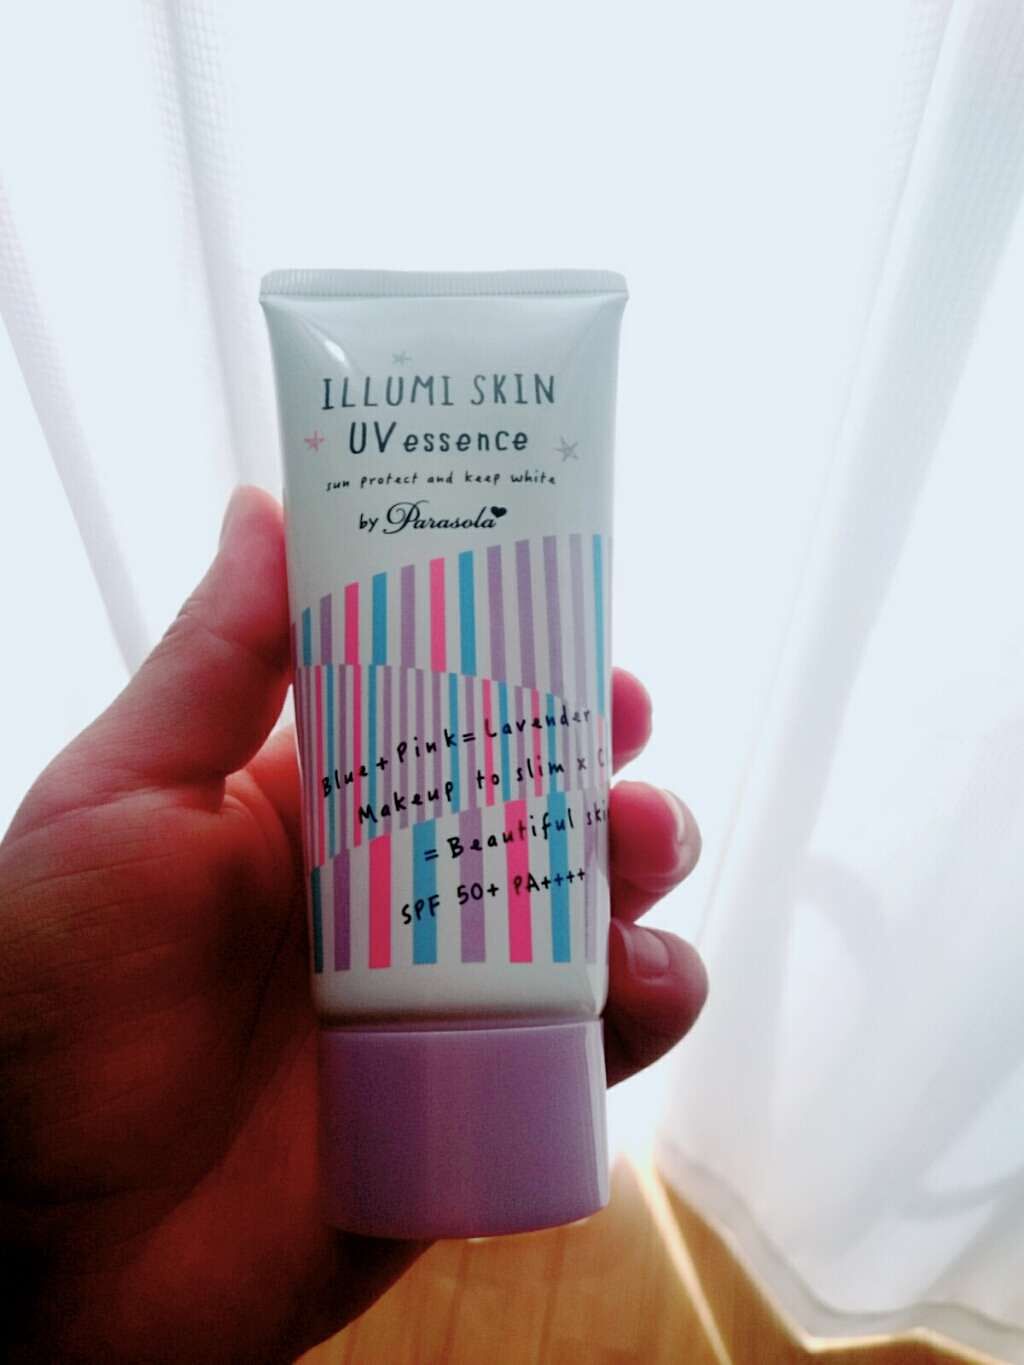 ILLUMI SKIN
UV essence
sun protect and keep white
by Parasola
Blue + Pink = Lavender
Makeup to slim x
= Beautiful
SPF 50+ PA++++